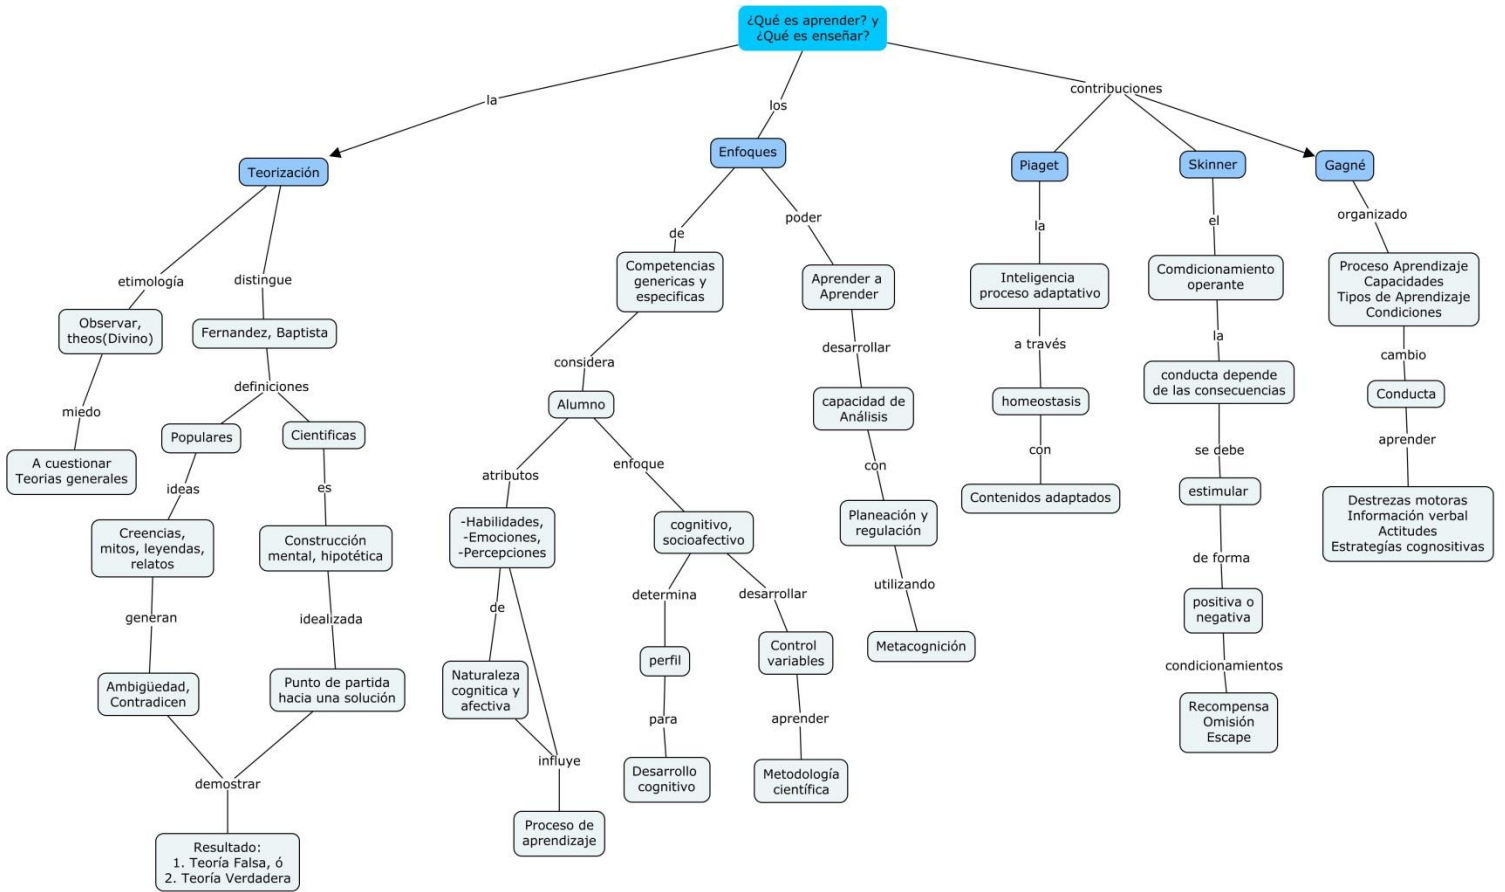 ¿Qué es aprender? y
¿Qué es enseñar?
la
los
contribuciones
Teorización
Enfoques
Piaget
Skinner
Gagné
etimología
distingue
Observar,
theos(Divino)
Fernandez, Baptista
miedo
definiciones
A cuestionar
Teorias generales
Populares
Cientificas
ideas
es
Creencias,
mitos, leyendas,
relatos
Construcción
mental, hipotética
generan
idealizada
Ambigüedad,
Contradicen
Punto de partida
hacia una solución
demostrar
Resultado:
1. Teoría Falsa, ó
2. Teoría Verdadera
de
poder
Competencias
genericas y
especificas
Aprender a
Aprender
considera
desarrollar
Alumno
capacidad de
Análisis
atributos
enfoque
con
-Habilidades,
-Emociones,
-Percepciones
cognitivo,
socioafectivo
Planeación y
regulación
de
determina
desarrollar
utilizando
Naturaleza
cognitica y
afectiva
perfil
Control
variables
Metacognición
influye
para
aprender
Proceso de
aprendizaje
Desarrollo
cognitivo
Metodología
científica
la
Inteligencia
proceso adaptativo
a través
homeostasis
con
Contenidos adaptados
el
Comdicionamiento
operante
la
conducta depende
de las consecuencias
se debe
estimular
de forma
positiva o
negativa
condicionamientos
Recompensa
Omisión
Escape
organizado
Proceso Aprendizaje
Capacidades
Tipos de Aprendizaje
Condiciones
cambio
Conducta
aprender
Destrezas motoras
Información verbal
Actitudes
Estrategías cognositivas